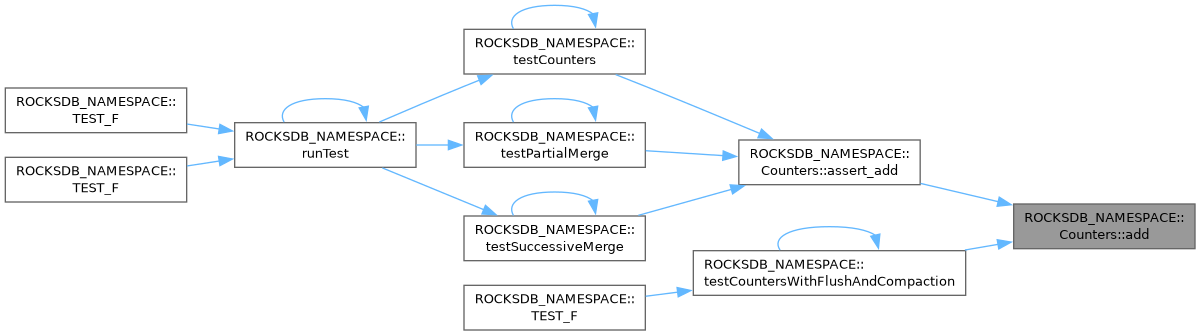 ROCKSDB_NAMESPACE::
TEST_F
ROCKSDB_NAMESPACE::
TEST_F
ROCKSDB_NAMESPACE::
runTest
ROCKSDB_NAMESPACE::
testCounters
ROCKSDB_NAMESPACE::
testPartialMerge
ROCKSDB_NAMESPACE::
testSuccessiveMerge
ROCKSDB_NAMESPACE::
TEST_F
ROCKSDB_NAMESPACE::
Counters::assert_add
ROCKSDB_NAMESPACE::
testCountersWithFlushAndCompaction
ROCKSDB_NAMESPACE::
Counters::add